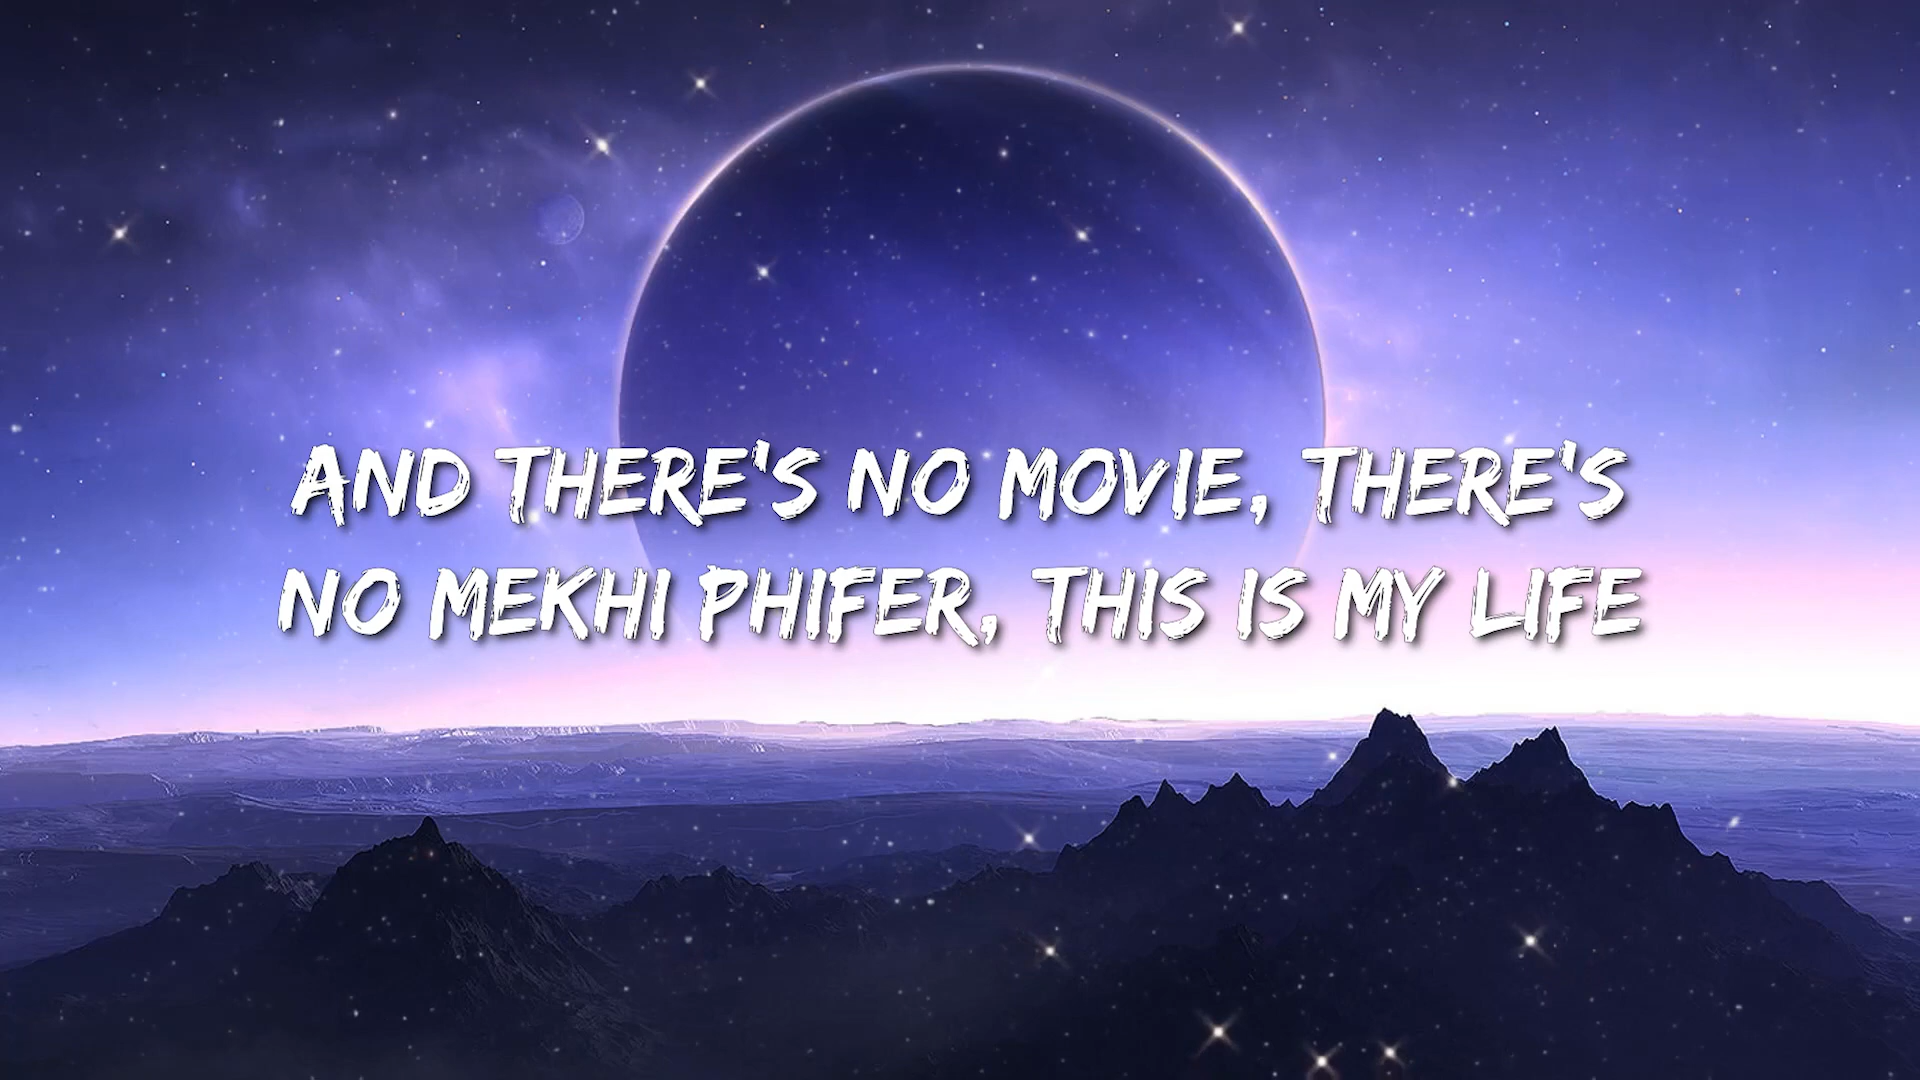 AND THERE'S NO MOVIE, THERE'S
NO MEKHI PHIFER, THIS IS MY LIFE